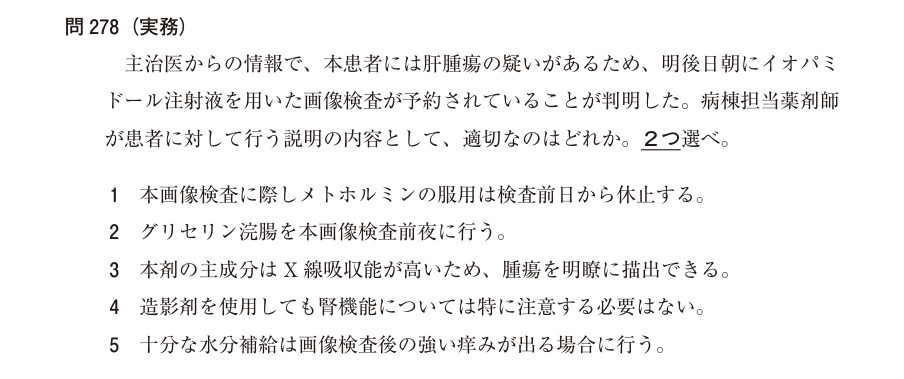 問 278（実務）
主治医からの情報で、本患者には肝腫瘍の疑いがあるため、明後日朝にイオパミ
ドール注射液を用いた画像検査が予約されていることが判明した。病棟担当薬剤師
が患者に対して行う説明の内容として、適切なのはどれか。２つ選べ。
1 本画像検査に際しメトホルミンの服用は検査前日から休止する。
2 グリセリン浣腸を本画像検査前夜に行う。
3 本剤の主成分は X 線吸収能が高いため、腫瘍を明瞭に描出できる。
4 造影剤を使用しても腎機能については特に注意する必要はない。
5 十分な水分補給は画像検査後の強い痒みが出る場合に行う。